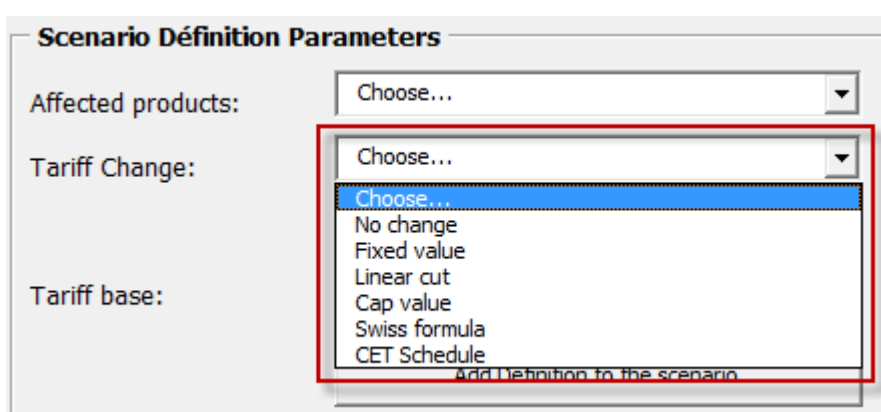 Scenario Définition Parameters
Affected products:
Choose...
Tariff Change:
Choose...
Choose...
No change
Fixed value
Linear cut
Tariff base:
Cap value
Swiss formula
CET Schedule
Add Definition to the scenario